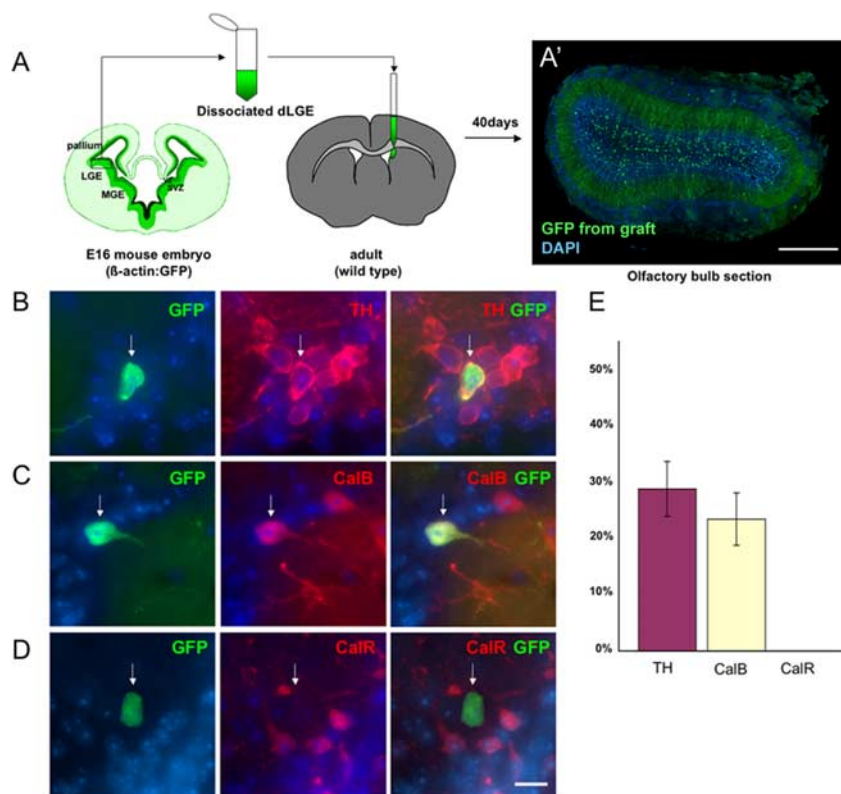 A
Dissociated dLGE
pallium
LGE
MGE
SVZ
E16 mouse embryo
(ß-actin:GFP)
adult
(wild type)
40days
A'
GFP from graft
DAPI
Olfactory bulb section
B
GFP
TH
TH GFP
C
GFP
CalB
CalB GFP
D
GFP
CalR
CalR GFP
E
50%
40%
30%
20%
10%
0%
TH
CalB
CalR